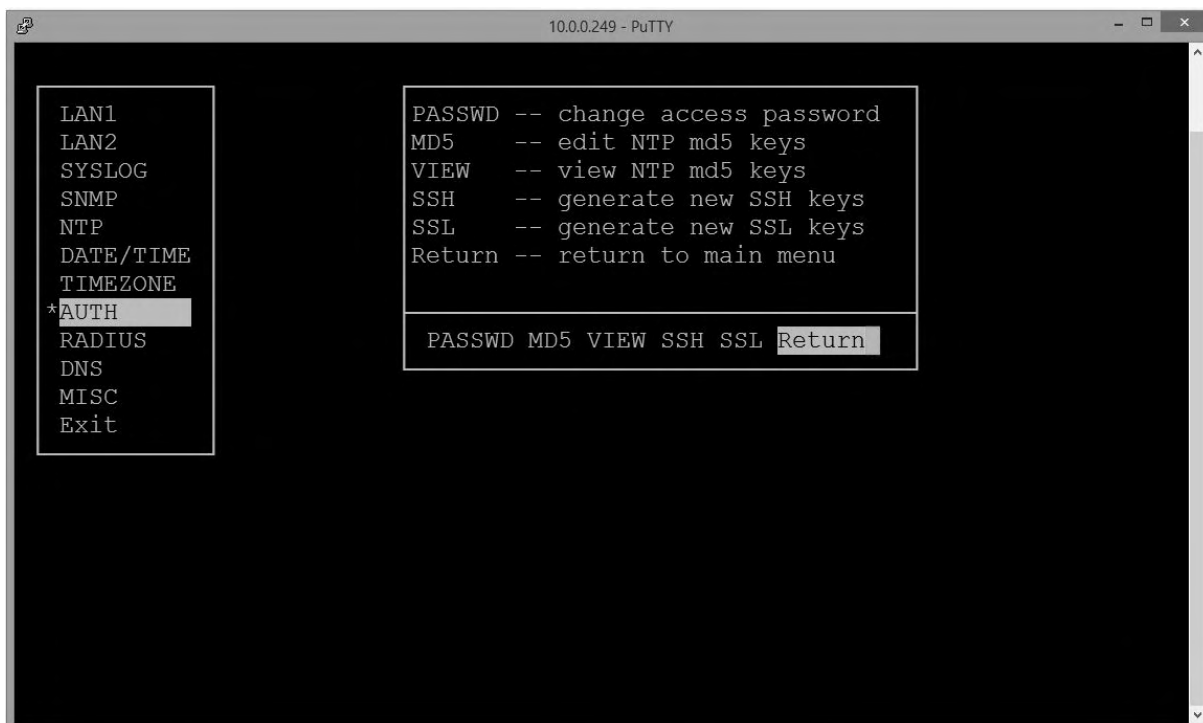 10.0.0.249 - PuTTY
LAN1
LAN2
SYSLOG
SNMP
NTP
DATE/TIME
TIMEZONE
*AUTH
RADIUS
DNS
MISC
Exit
PASSWD -- change access password
MD5 -- edit NTP md5 keys
VIEW -- view NTP md5 keys
SSH -- generate new SSH keys
SSL -- generate new SSL keys
Return -- return to main menu
PASSWD MD5 VIEW SSH SSL Return